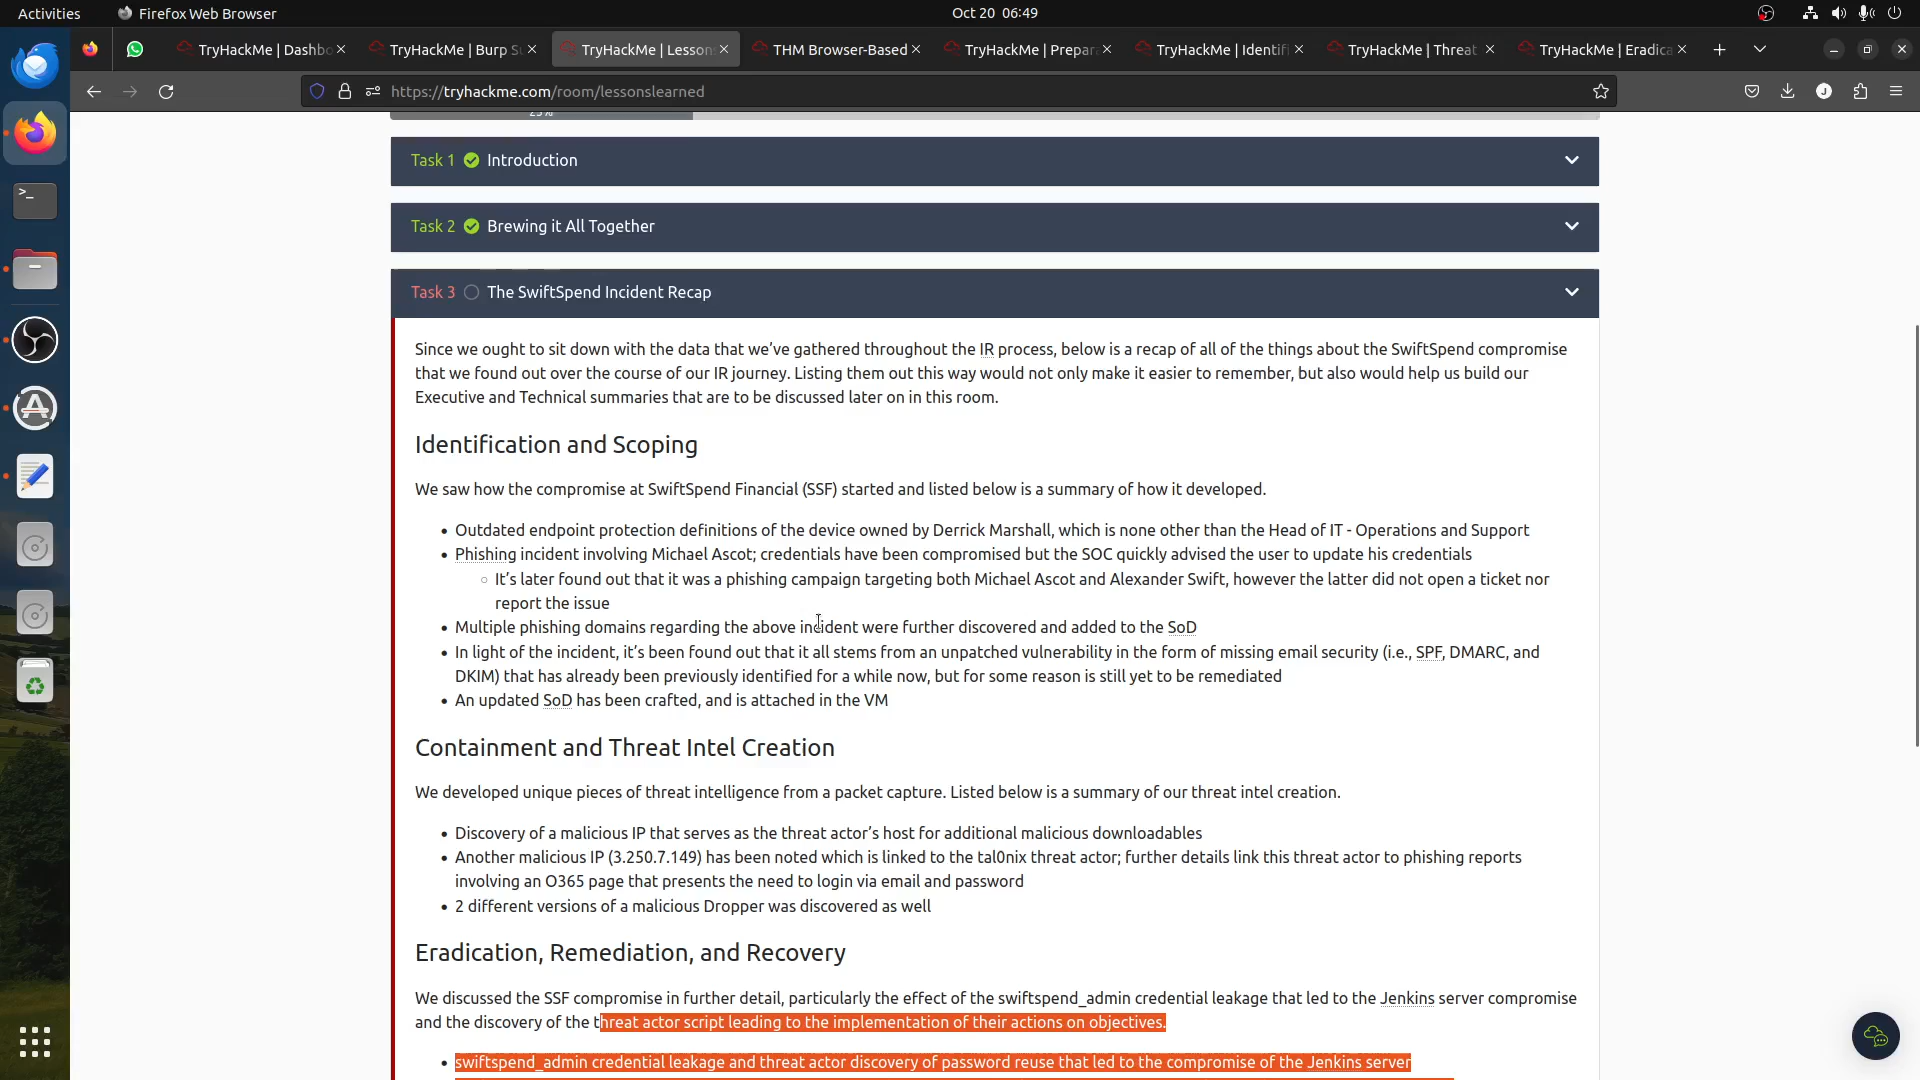 Activities
Firefox Web Browser
Oct 20 06:49
TryHackMe | Dashbo
TryHackMe | Burp Su
TryHackMe | Lesson
THM Browser-Based
TryHackMe | Prepar
TryHackMe | Identif
TryHackMe | Threat
TryHackMe | Eradica
https://tryhackme.com/room/lessonslearned
J
25%
Task 1 Introduction
Task 2 Brewing it All Together
Task 3 The SwiftSpend Incident Recap
Since we ought to sit down with the data that we’ve gathered throughout the IR process, below is a recap of all of the things about the SwiftSpend compromise
that we found out over the course of our IR journey. Listing them out this way would not only make it easier to remember, but also would help us build our
Executive and Technical summaries that are to be discussed later on in this room.
Identification and Scoping
We saw how the compromise at SwiftSpend Financial (SSF) started and listed below is a summary of how it developed.
Outdated endpoint protection definitions of the device owned by Derrick Marshall, which is none other than the Head of IT - Operations and Support
Phishing incident involving Michael Ascot; credentials have been compromised but the SOC quickly advised the user to update his credentials
It’s later found out that it was a phishing campaign targeting both Michael Ascot and Alexander Swift, however the latter did not open a ticket nor
report the issue
Multiple phishing domains regarding the above incident were further discovered and added to the SoD
In light of the incident, it’s been found out that it all stems from an unpatched vulnerability in the form of missing email security (i.e., SPF, DMARC, and
DKIM) that has already been previously identified for a while now, but for some reason is still yet to be remediated
An updated SoD has been crafted, and is attached in the VM
Containment and Threat Intel Creation
We developed unique pieces of threat intelligence from a packet capture. Listed below is a summary of our threat intel creation.
Discovery of a malicious IP that serves as the threat actor’s host for additional malicious downloadables
Another malicious IP (3.250.7.149) has been noted which is linked to the tal0nix threat actor; further details link this threat actor to phishing reports
involving an O365 page that presents the need to login via email and password
2 different versions of a malicious Dropper was discovered as well
Eradication, Remediation, and Recovery
We discussed the SSF compromise in further detail, particularly the effect of the swiftspend_admin credential leakage that led to the Jenkins server compromise
and the discovery of the threat actor script leading to the implementation of their actions on objectives.
swiftspend_admin credential leakage and threat actor discovery of password reuse that led to the compromise of the Jenkins server